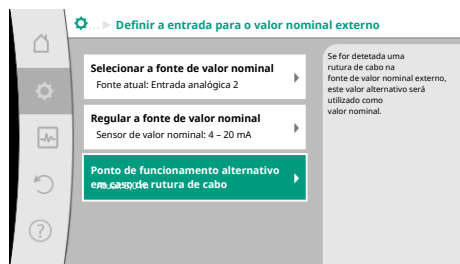 ... Definir a entrada para o valor nominal externo
Selecionar a fonte de valor nominal
Fonte atual: Entrada analógica 2
Regular a fonte de valor nominal
Sensor de valor nominal: 4 – 20 mA
Ponto de funcionamento alternativo
em caso de rutura de cabo
Se for detetada uma
rutura de cabo na
fonte de valor nominal externo,
este valor alternativo será
utilizado como
valor nominal.
?